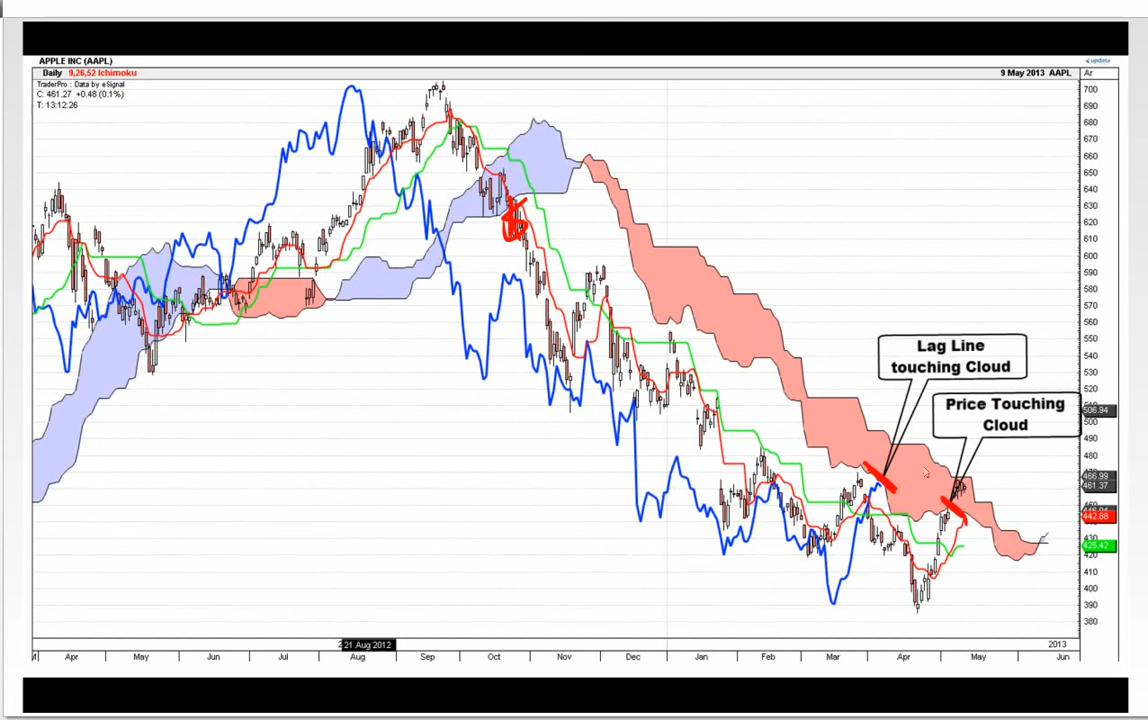 APPLE INC (AAPL)
update
Daily 9,26,52 Ichimoku
9 May 2013 AAPL
Ar
TraderPro : Data by eSignal
C: 461.27 +0.48 (0.1%)
T: 13:12:26
700
690
680
670
660
650
640
630
620
610
600
590
580
570
560
550
540
530
520
510
506.94
490
480
466.99
461.37
442.88
430
425.42
420
410
400
390
380
Lag Line
touching Cloud
Price Touching
Cloud
21 Aug 2012
2013
M Apr May Jun Jul Aug Sep Oct Nov Dec Jan Feb Mar Apr May Jun